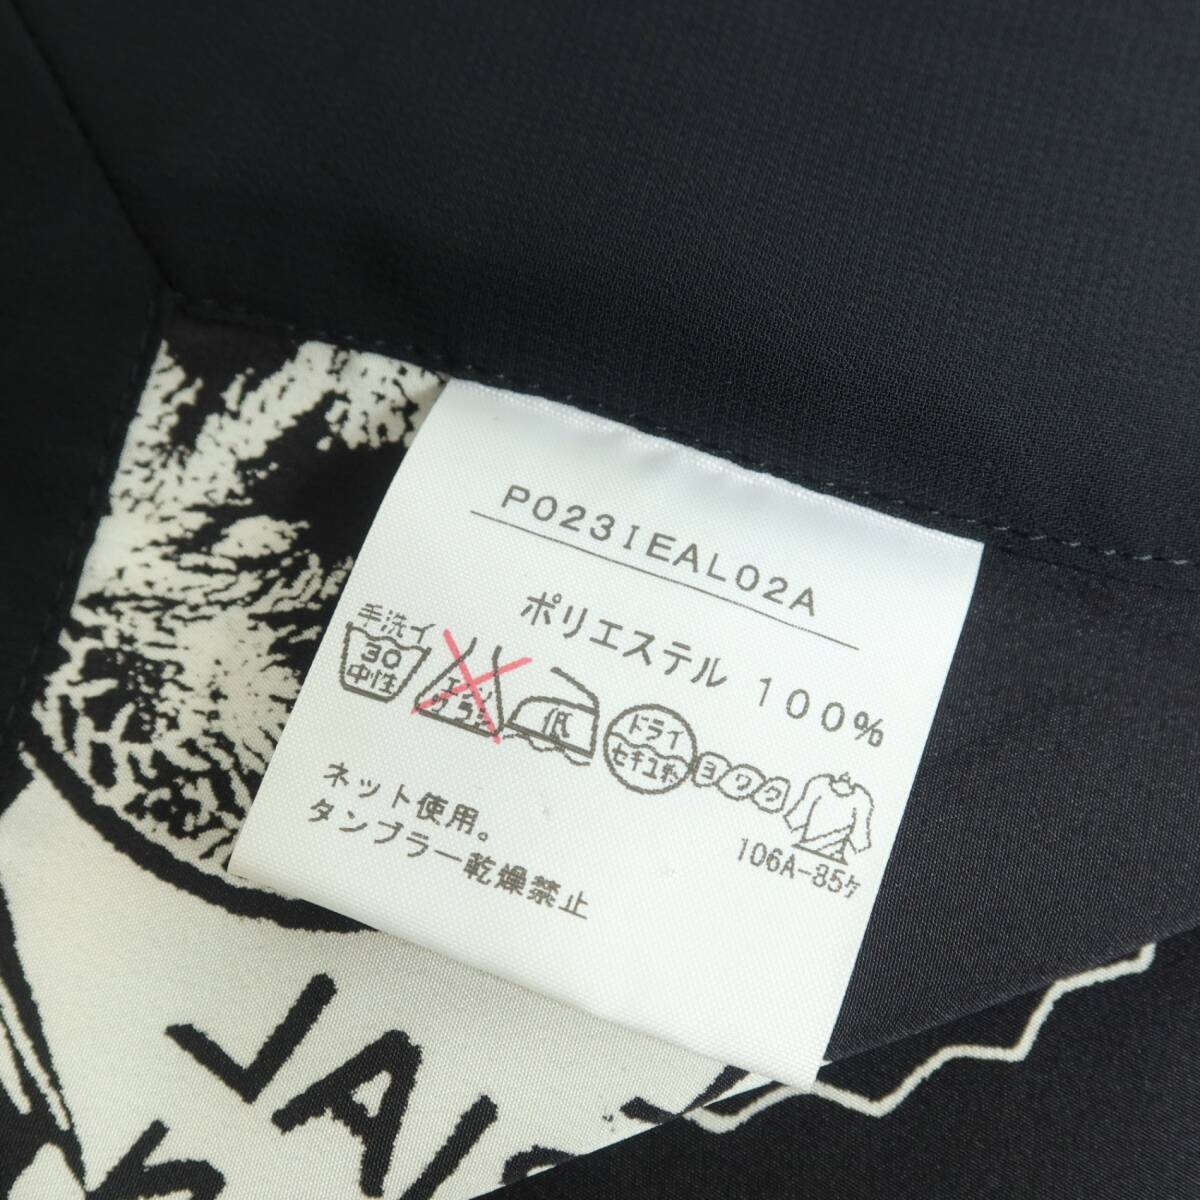 P023IEAL02A
ポリエステル 100%
手洗イ
30
中性
エンソ
サラシ
低
ドライ
セキユ系
ヨワク
ネット使用。
タンブラー乾燥禁止
106A-85ケ
JAI